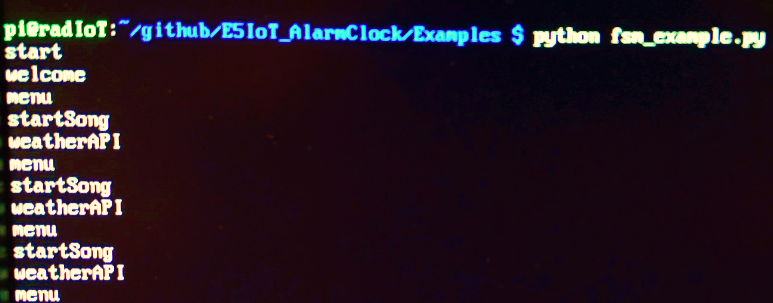 pi@radIoT:~/github/E5IoT_AlarmClock/Examples $ python fsm_example.py
start
welcome
menu
startSong
weatherAPI
menu
startSong
weatherAPI
menu
startSong
weatherAPI
menu